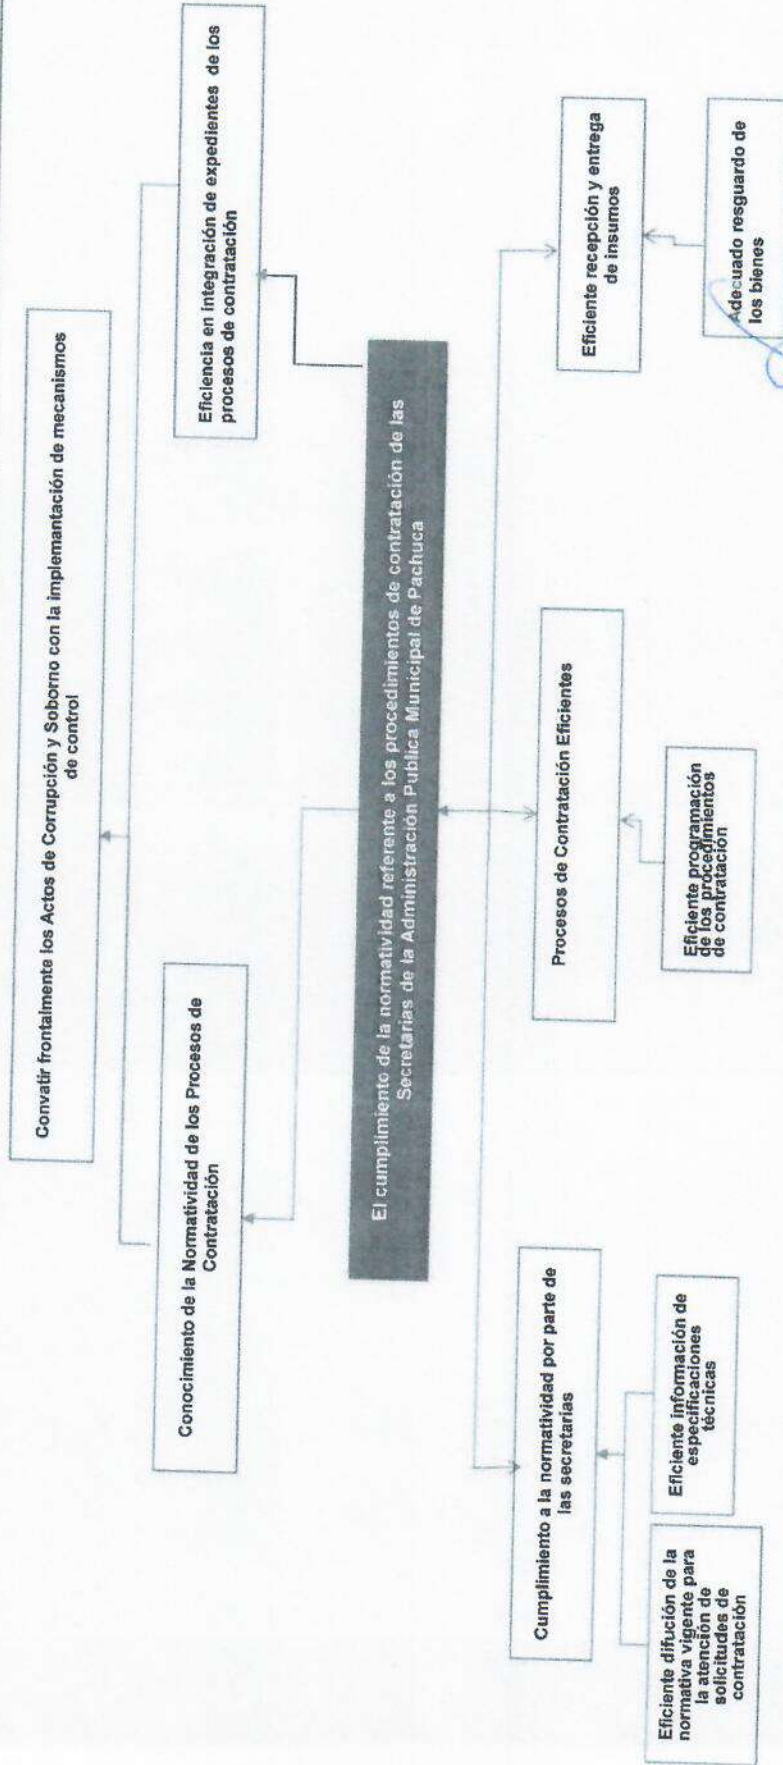 Convatir frontalmente los Actos de Corrupción y Soborno con la implemantación de mecanismos
de control
Conocimiento de la Normatividad de los Procesos de
Contratación
Eficiencia en integración de expedientes de los
procesos de contratación
El cumplimiento de la normatividad referente a los procedimientos de contratación de las
Secretarias de la Administración Publica Municipal de Pachuca
Cumplimiento a la normatividad por parte de
las secretarias
Procesos de Contratación Eficientes
Eficiente recepción y entrega
de insumos
Eficiente difución de la
normativa vigente para
la atención de
solicitudes de
contratación
Eficiente información de
especificaciones
técnicas
Eficiente programación
de los procedimientos
de contratación
Adecuado resguardo de
los bienes